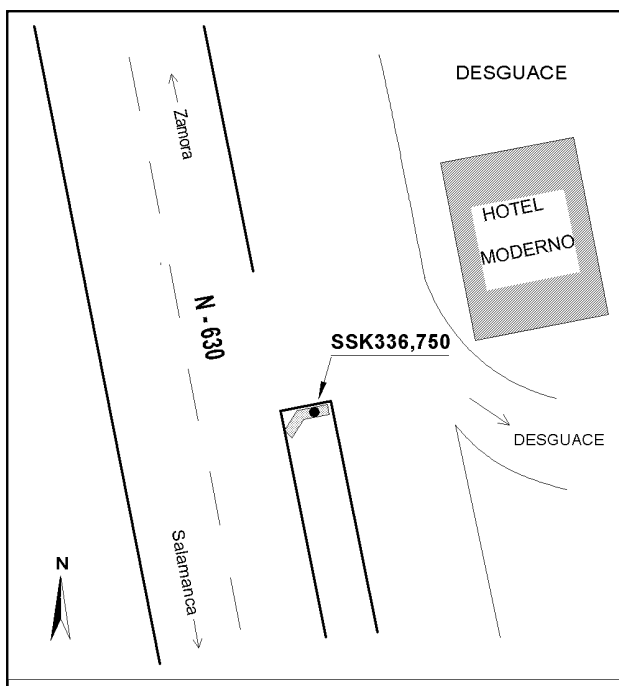 DESGUACE
Zamora
HOTEL
MODERNO
N - 630
SSK336,750
DESGUACE
Salamanca
N